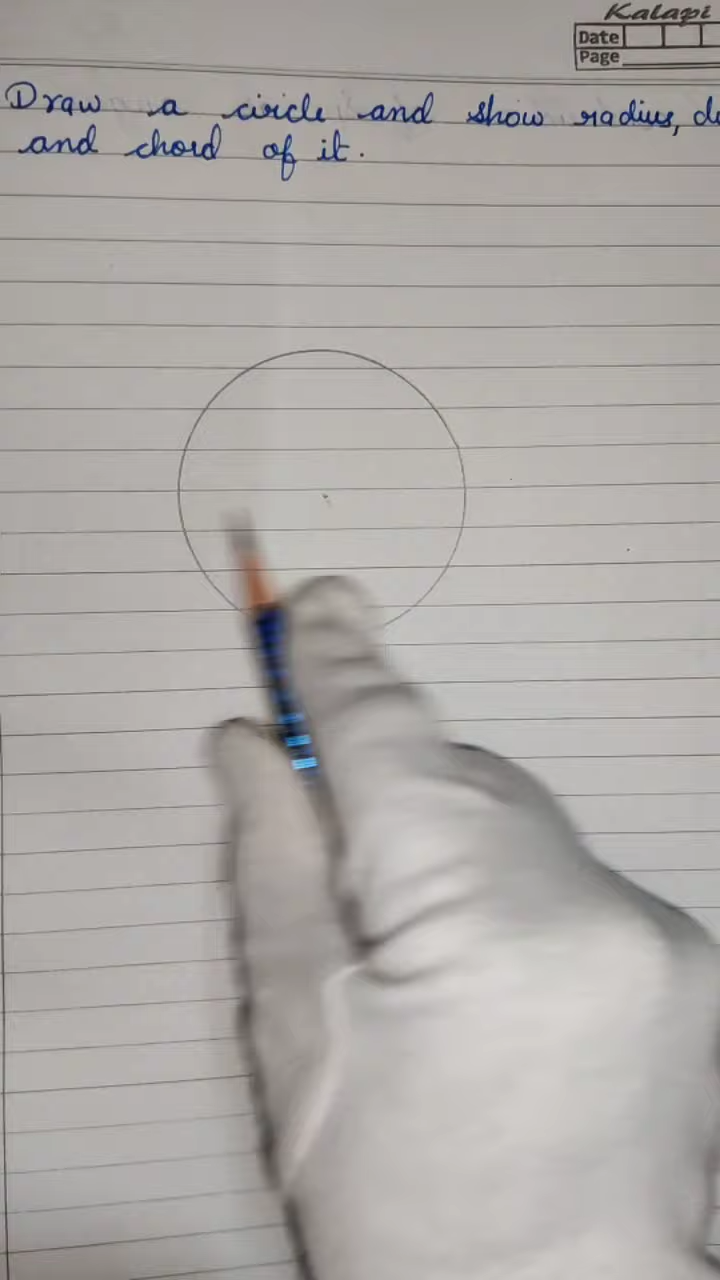 Kalapi
Date
Page
Draw a circle and show radius,
and chord of it.